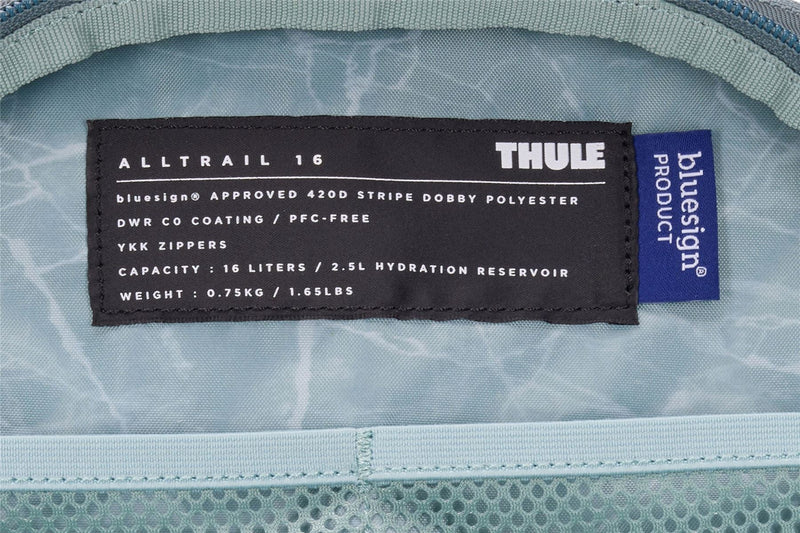 ALLTRAIL 16
THULE
bluesign® APPROVED 420D STRIPE DOBBY POLYESTER
DWR C0 COATING / PFC-FREE
YKK ZIPPERS
CAPACITY : 16 LITERS / 2.5L HYDRATION RESERVOIR
WEIGHT : 0.75KG / 1.65LBS
bluesign®
PRODUCT